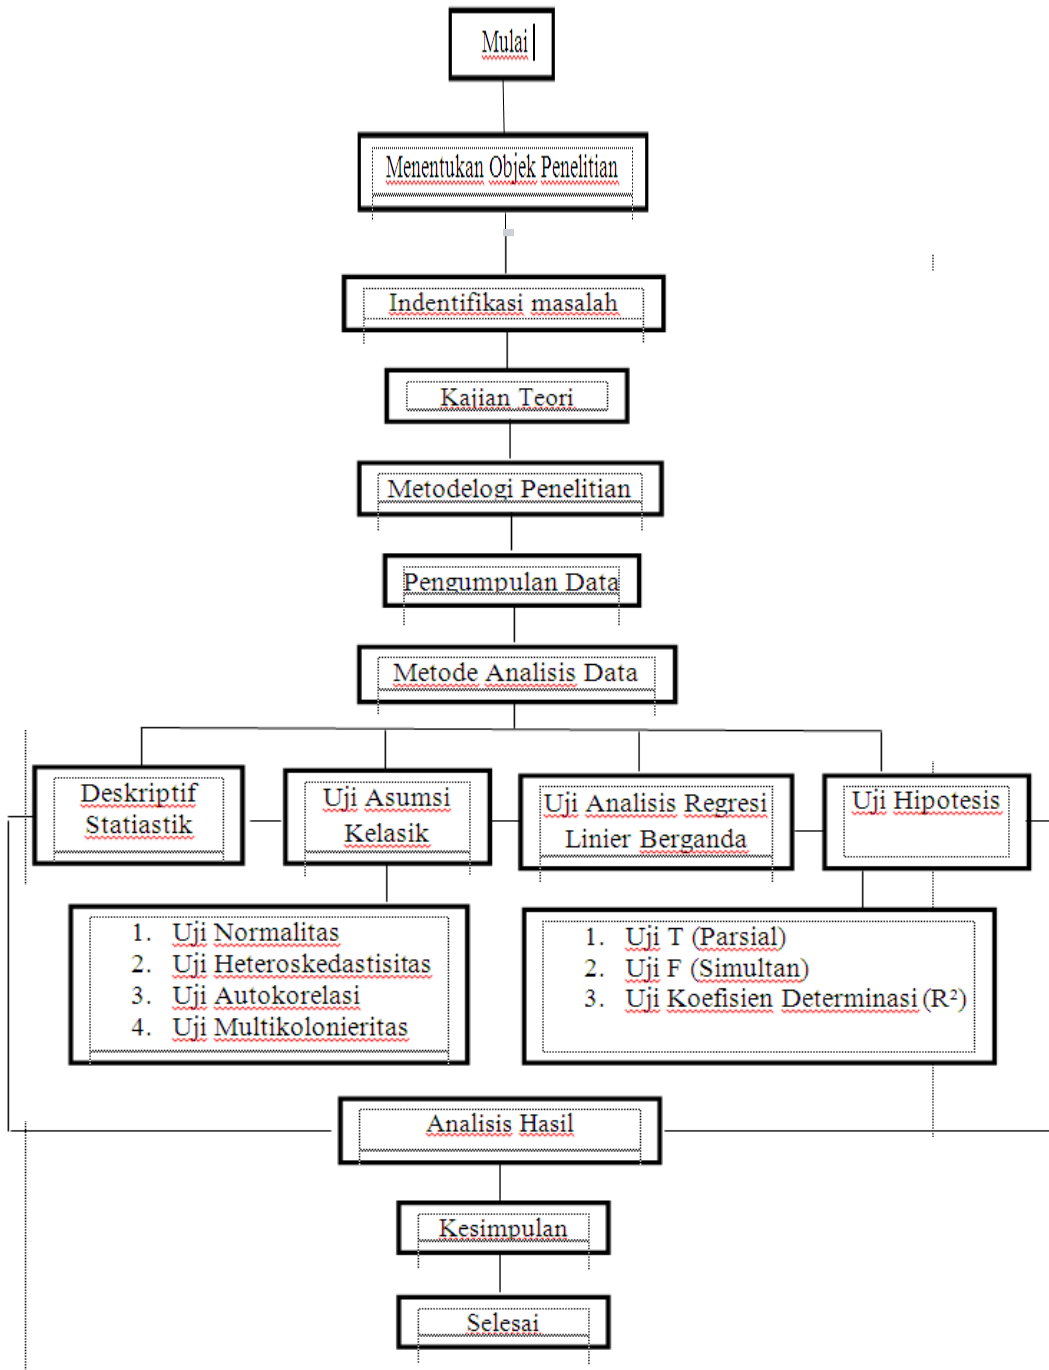 Mulai
Menentukan Objek Penelitian
Indentifikasi masalah
Kajian Teori
Metodelogi Penelitian
Pengumpulan Data
Metode Analisis Data
Deskriptif
Statiastik
Uji Asumsi
Kelasik
Uji Analisis Regresi
Linier Berganda
Uji Hipotesis
1. Uji Normalitas
2. Uji Heteroskedastisitas
3. Uji Autokorelasi
4. Uji Multikolonieritas
1. Uji T (Parsial)
2. Uji F (Simultan)
3. Uji Koefisien Determinasi (R²)
Analisis Hasil
Kesimpulan
Selesai